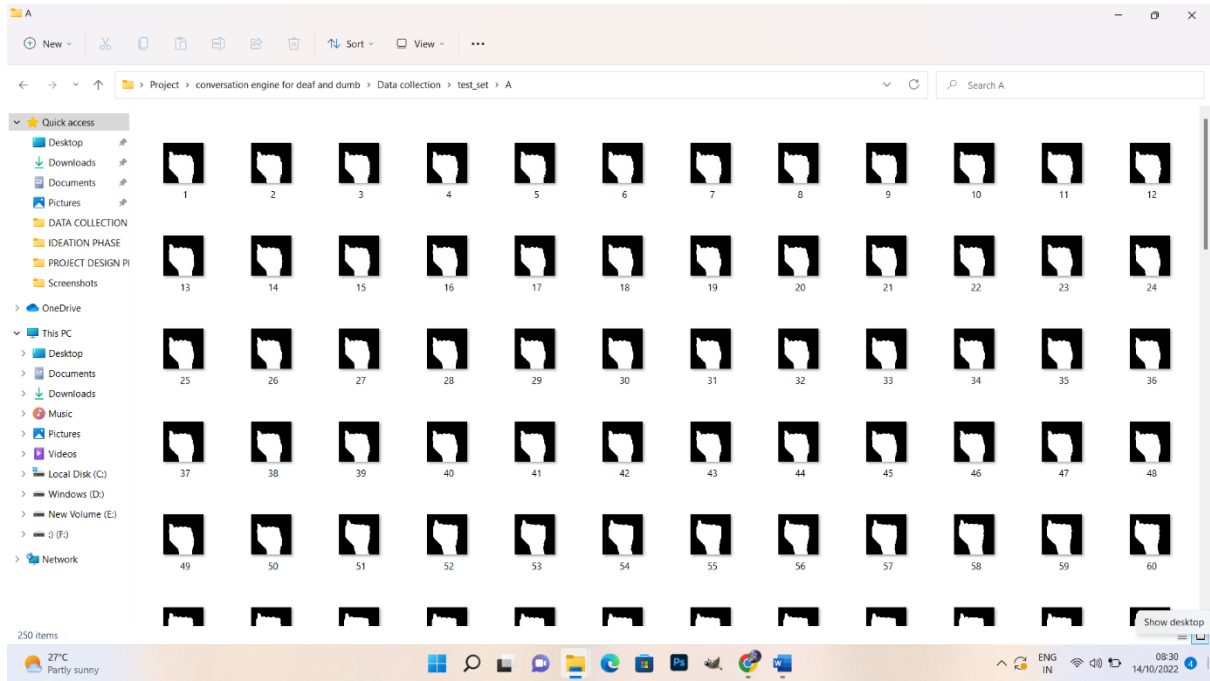 A
New
Sort
View
Project > conversation engine for deaf and dumb > Data collection > test_set > A
Search A
Quick access
Desktop
Downloads
Documents
Pictures
DATA COLLECTION
IDEATION PHASE
PROJECT DESIGN PI
Screenshots
OneDrive
This PC
Desktop
Documents
Downloads
Music
Pictures
Videos
Local Disk (C:)
Windows (D:)
New Volume (E:)
:) (F:)
Network
1 2 3 4 5 6 7 8 9 10 11 12
13 14 15 16 17 18 19 20 21 22 23 24
25 26 27 28 29 30 31 32 33 34 35 36
37 38 39 40 41 42 43 44 45 46 47 48
49 50 51 52 53 54 55 56 57 58 59 60
Show desktop
250 items
27°C
Partly sunny
Ps
W
ENG
IN
08:30
14/10/2022
4